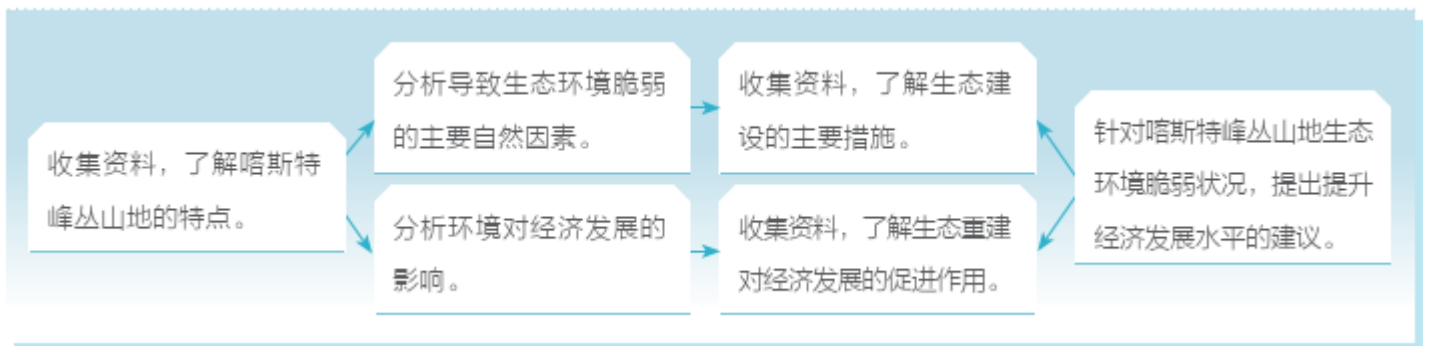 收集资料，了解喀斯特
峰丛山地的特点。
分析导致生态环境脆弱
的主要自然因素。
收集资料，了解生态建
设的主要措施。
分析环境对经济发展的
影响。
收集资料，了解生态重建
对经济发展的促进作用。
针对喀斯特峰丛山地生态
环境脆弱状况，提出提升
经济发展水平的建议。